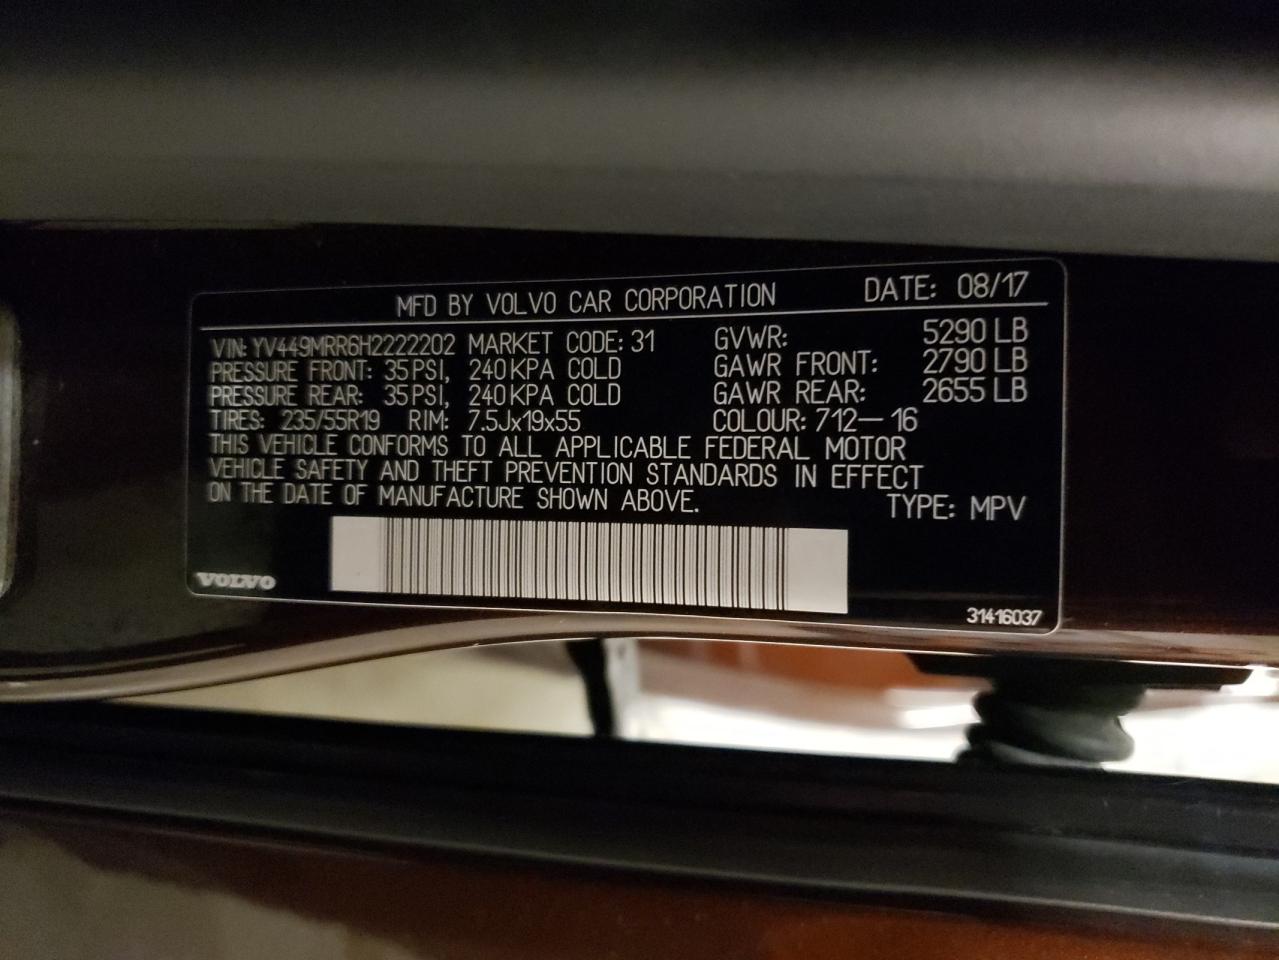 MFD BY VOLVO CAR CORPORATION DATE: 08/17
VIN: YV449MRR6H2222202 MARKET CODE: 31 GVWR: 5290 LB
PRESSURE FRONT: 35 PSI, 240 KPA COLD GAWR FRONT: 2790 LB
PRESSURE REAR: 35 PSI, 240 KPA COLD GAWR REAR: 2655 LB
TIRES: 235/55R19 RIM: 7.5Jx19x55 COLOUR: 712-16
THIS VEHICLE CONFORMS TO ALL APPLICABLE FEDERAL MOTOR
VEHICLE SAFETY AND THEFT PREVENTION STANDARDS IN EFFECT
ON THE DATE OF MANUFACTURE SHOWN ABOVE. TYPE: MPV
VOLVO
31416037